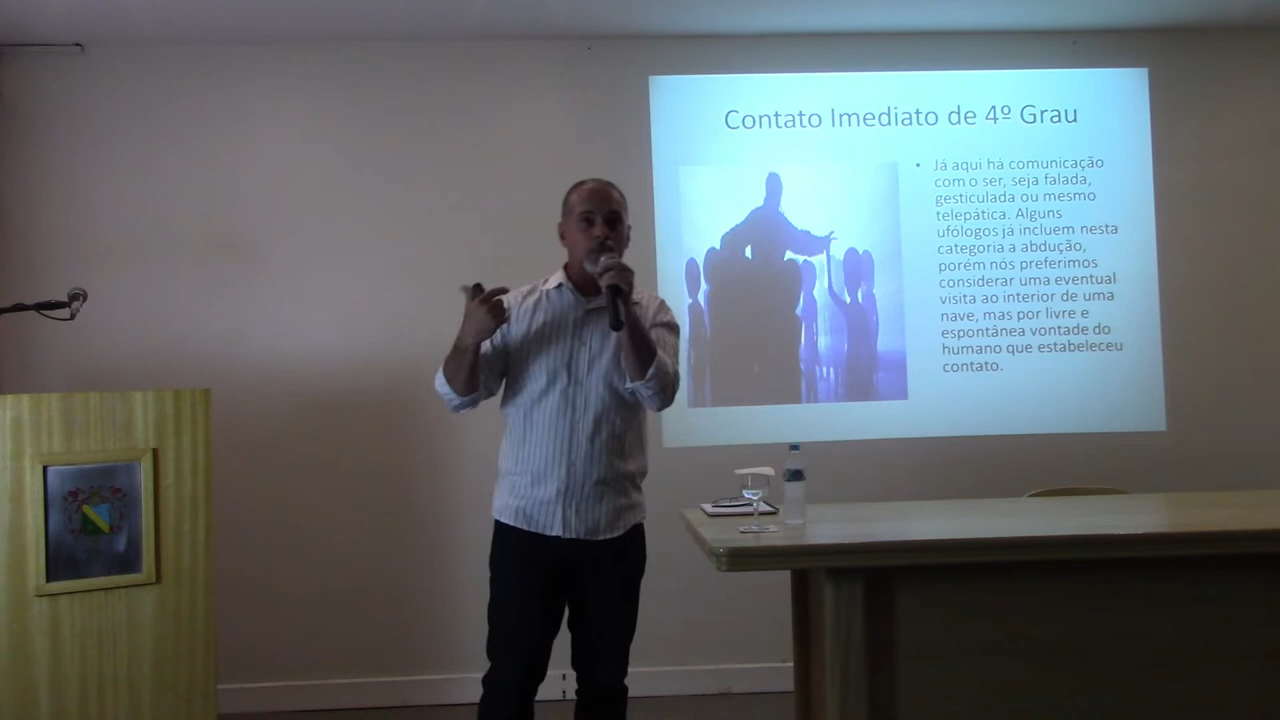 Contato Imediato de 4º Grau
• Já aqui há comunicação
com o ser, seja falada,
gesticulada ou mesmo
telepática. Alguns
ufólogos já incluem nesta
categoria a abdução,
porém nós preferimos
considerar uma eventual
visita ao interior de uma
nave, mas por livre e
espontânea vontade do
humano que estabeleceu
contato.